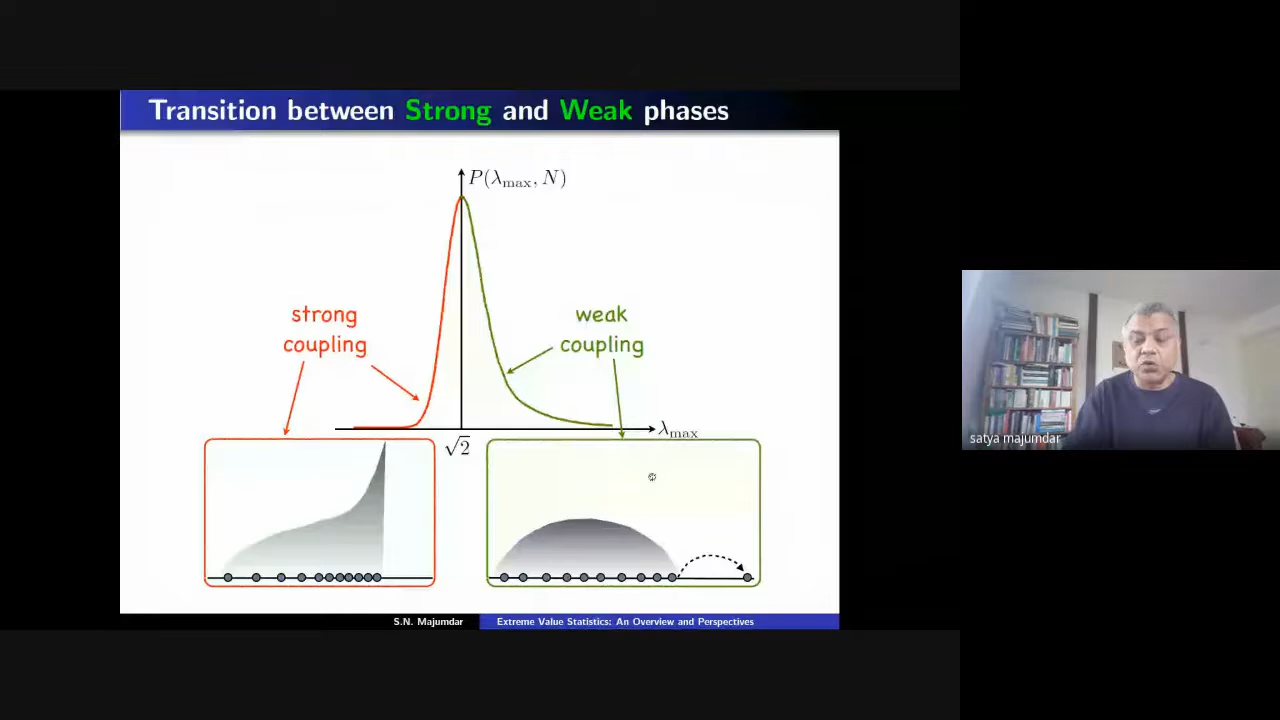 Transition between Strong and Weak phases
P(λmax, N)
strong
coupling
weak
coupling
λmax
√2
satya majumdar
S.N. Majumdar
Extreme Value Statistics: An Overview and Perspectives